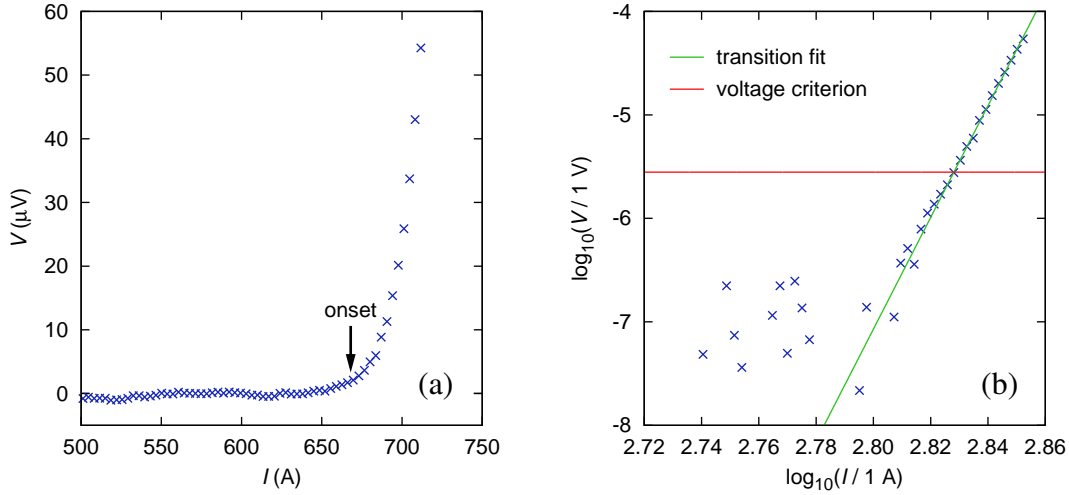 60
50
40
30
20
10
0
500
550
600
650
700
750
V (μV)
I (A)
onset
(a)
-4
-5
-6
-7
-8
2.72
2.74
2.76
2.78
2.80
2.82
2.84
2.86
log10(V / 1 V)
log10(I / 1 A)
transition fit
voltage criterion
(b)